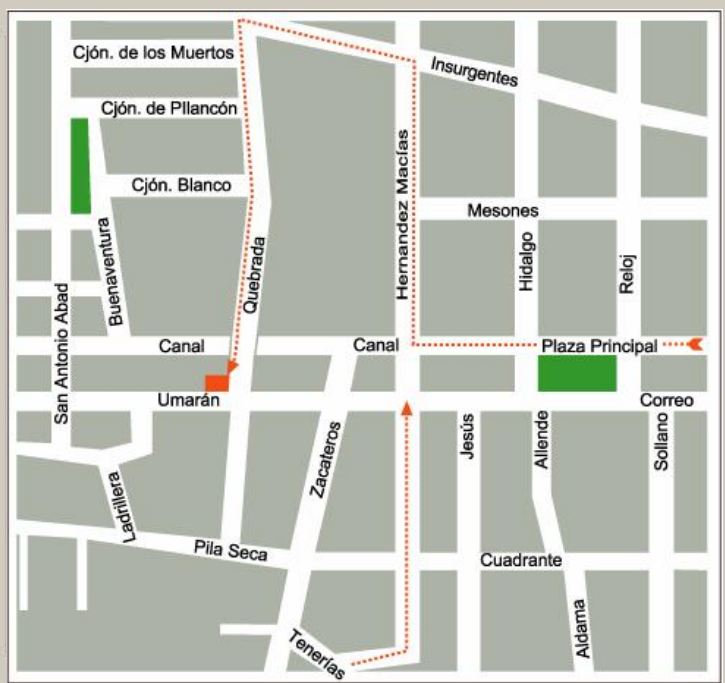 Cjón. de los Muertos
Insurgentes
Cjón. de Pllancón
Cjón. Blanco
Mesones
Hernandez Macías
Hidalgo
Reloj
Quebrada
Buenaventura
San Antonio Abad
Canal
Canal
Plaza Principal
Umarán
Correo
Zacateros
Jesús
Allende
Sollano
Ladrillera
Pila Seca
Cuadrante
Tenerías
Aldama